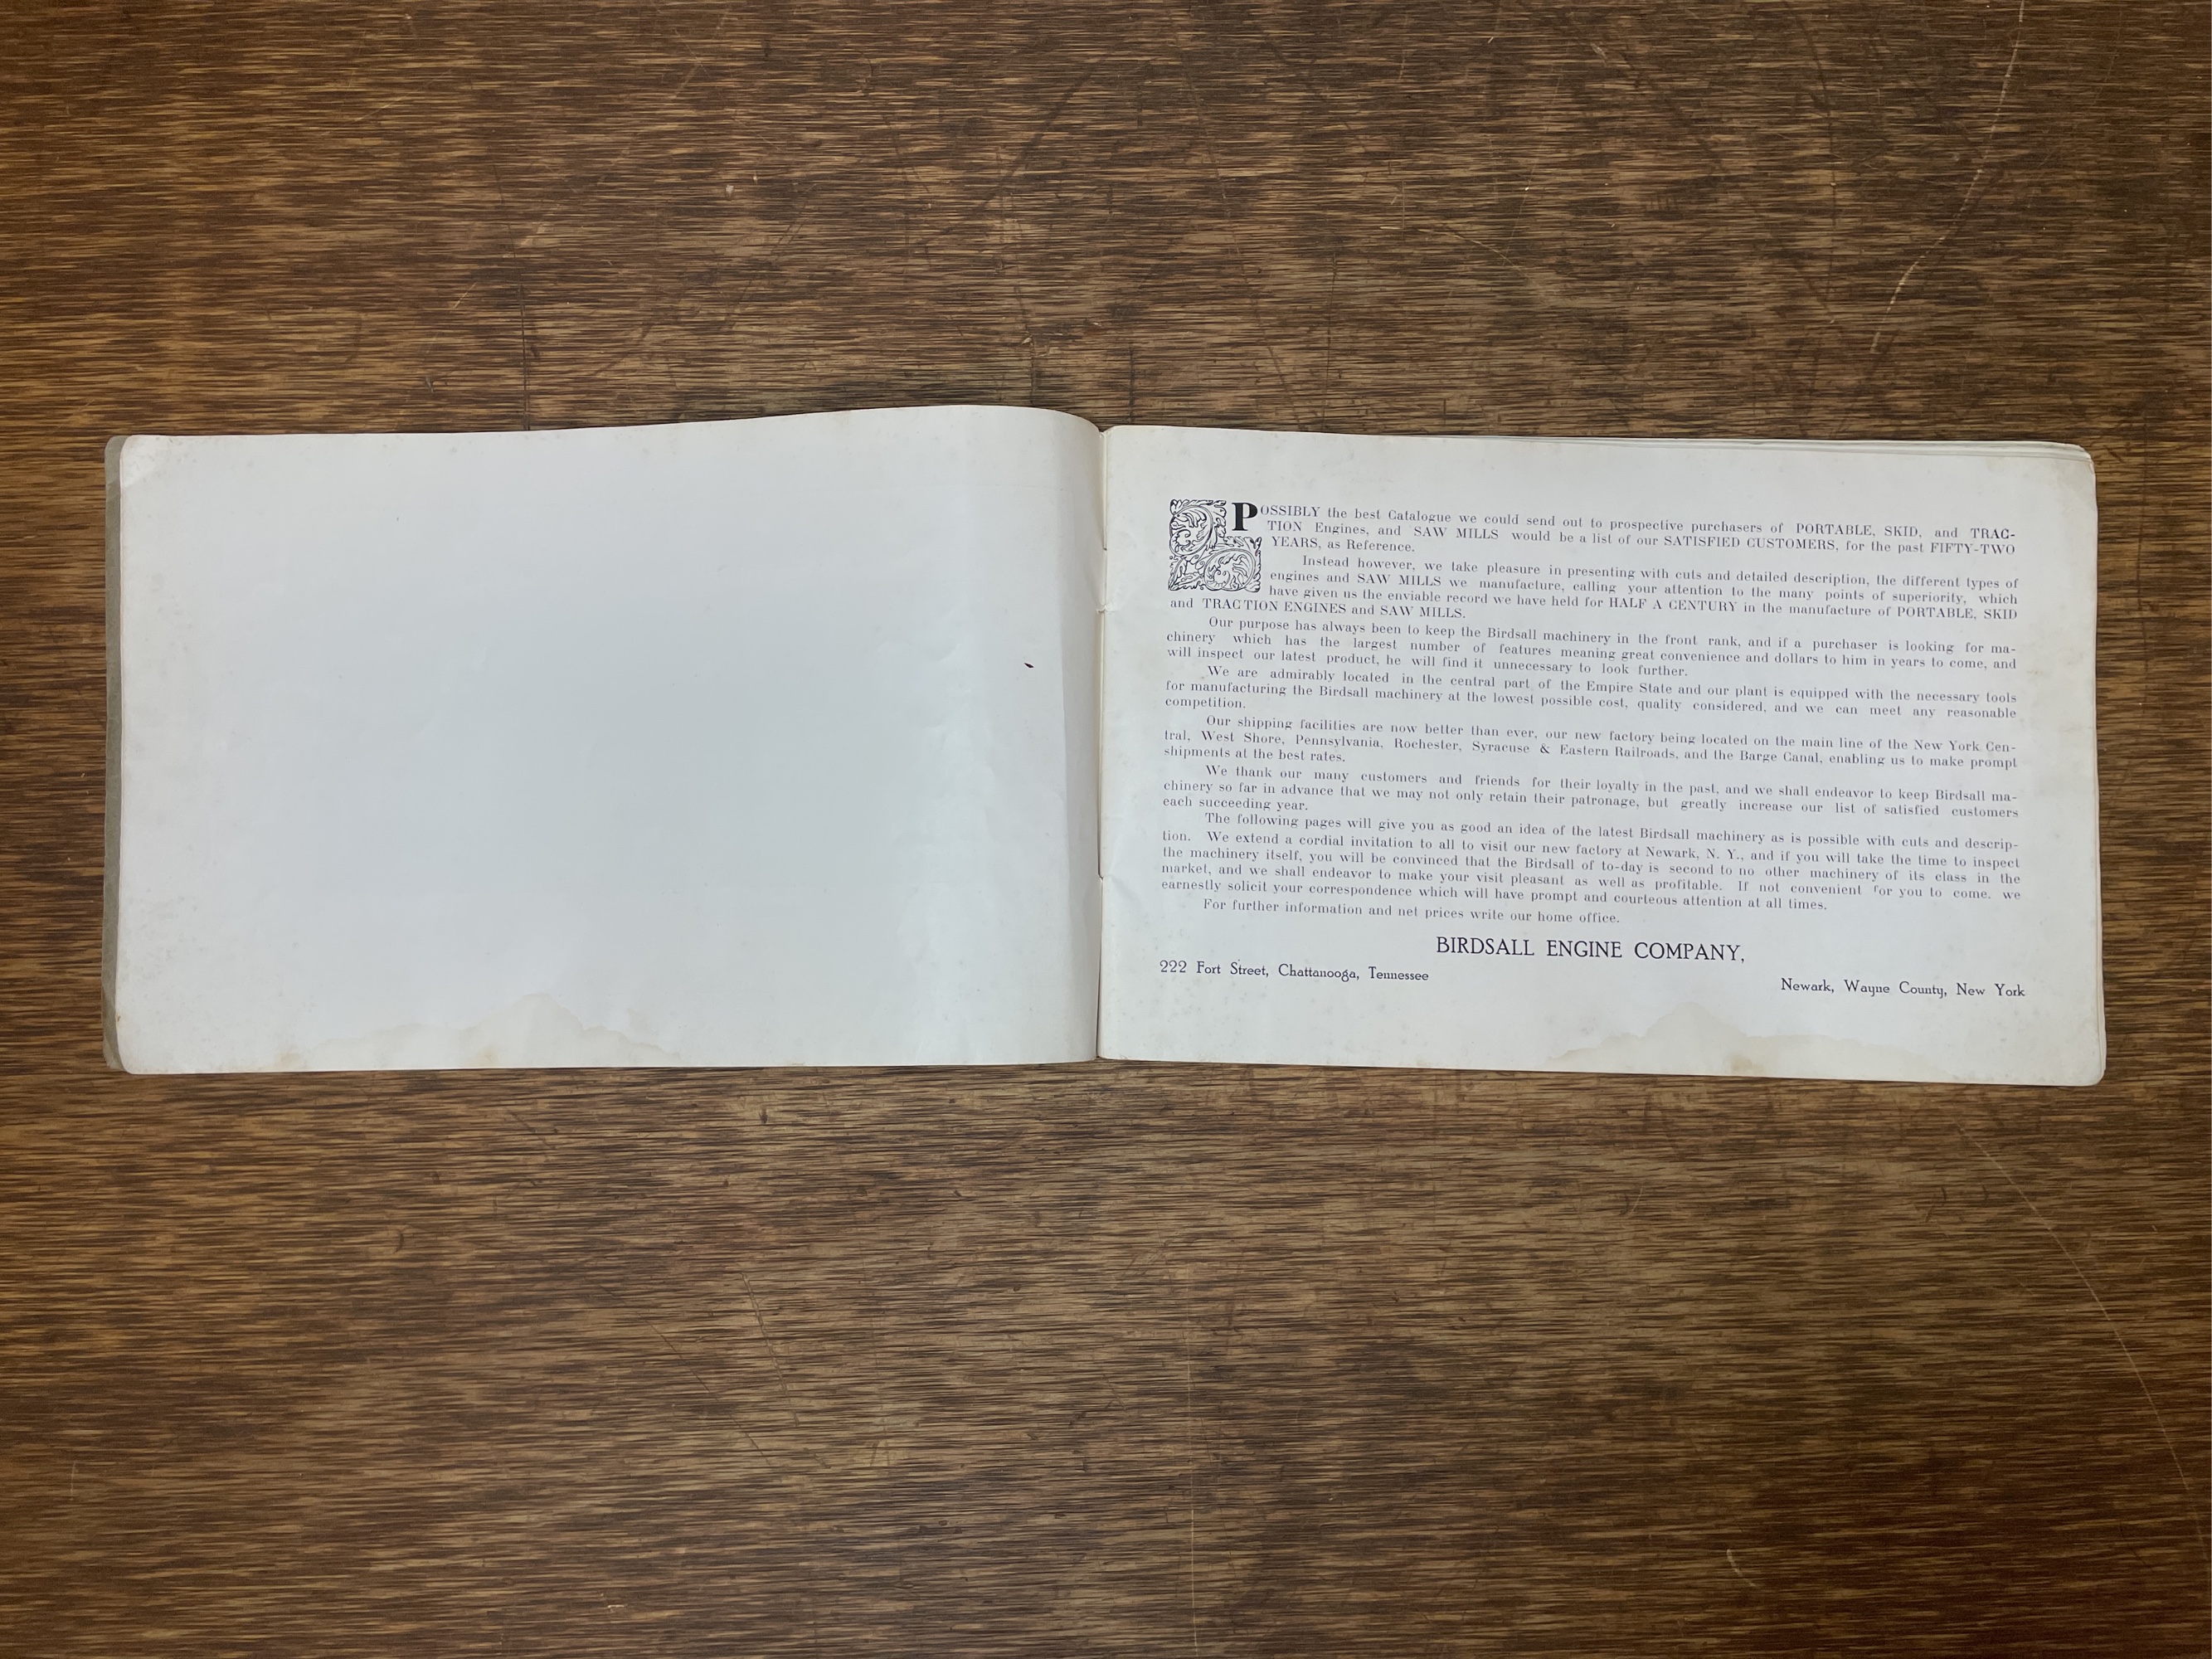 POSSIBLY the best Catalogue we could send out to prospective purchasers of PORTABLE, SKID, and TRAC-
TION Engines, and SAW MILLS would be a list of our SATISFIED CUSTOMERS, for the past FIFTY-TWO
YEARS, as Reference.
Instead however, we take pleasure in presenting with cuts and detailed description, the different types of
engines and SAW MILLS we manufacture, calling your attention to the many points of superiority, which
have given us the enviable record we have held for HALF A CENTURY in the manufacture of PORTABLE, SKID
and TRACTION ENGINES and SAW MILLS.
Our purpose has always been to keep the Birdsall machinery in the front rank, and if a purchaser is looking for ma-
chinery which has the largest number of features meaning great convenience and dollars to him in years to come, and
will inspect our latest product, he will find it unnecessary to look further.
We are admirably located in the central part of the Empire State and our plant is equipped with the necessary tools
for manufacturing the Birdsall machinery at the lowest possible cost, quality considered, and we can meet any reasonable
competition.
Our shipping facilities are now better than ever, our new factory being located on the main line of the New York Cen-
tral, West Shore, Pennsylvania, Rochester, Syracuse & Eastern Railroads, and the Barge Canal, enabling us to make prompt
shipments at the best rates.
We thank our many customers and friends for their loyalty in the past, and we shall endeavor to keep Birdsall ma-
chinery so far in advance that we may not only retain their patronage, but greatly increase our list of satisfied customers
each succeeding year.
The following pages will give you as good an idea of the latest Birdsall machinery as is possible with cuts and descrip-
tion. We extend a cordial invitation to all to visit our new factory at Newark, N. Y., and if you will take the time to inspect
the machinery itself, you will be convinced that the Birdsall of to-day is second to no other machinery of its class in the
market, and we shall endeavor to make your visit pleasant as well as profitable. If not convenient for you to come, we
earnestly solicit your correspondence which will have prompt and courteous attention at all times.
For further information and net prices write our home office.
BIRDSALL ENGINE COMPANY,
222 Fort Street, Chattanooga, Tennessee
Newark, Wayne County, New York